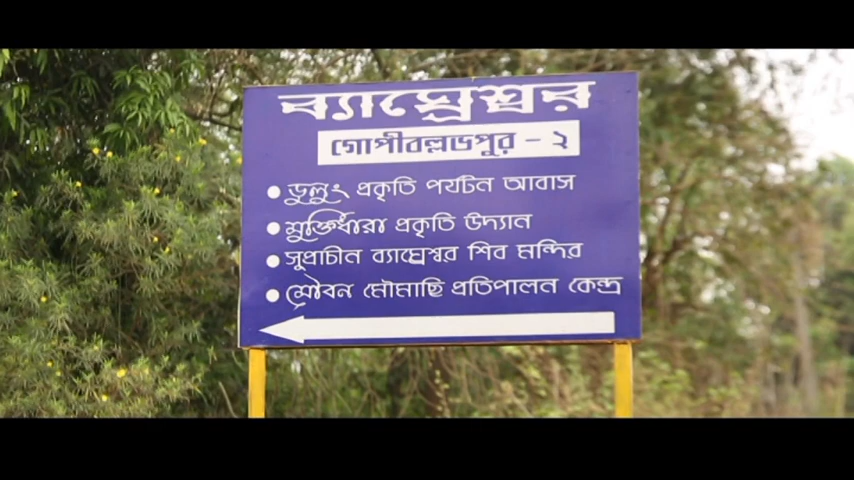 ব্যাঘ্রেশ্বর
গোপীবল্লভপুর - ২
ডুলুং প্রকৃতি পর্যটন আবাস
মুক্তিধারা প্রকৃতি উদ্যান
সুপ্রাচীন ব্যাঘ্রেশ্বর শিব মন্দির
মৌবন মৌমাছি প্রতিপালন কেন্দ্র